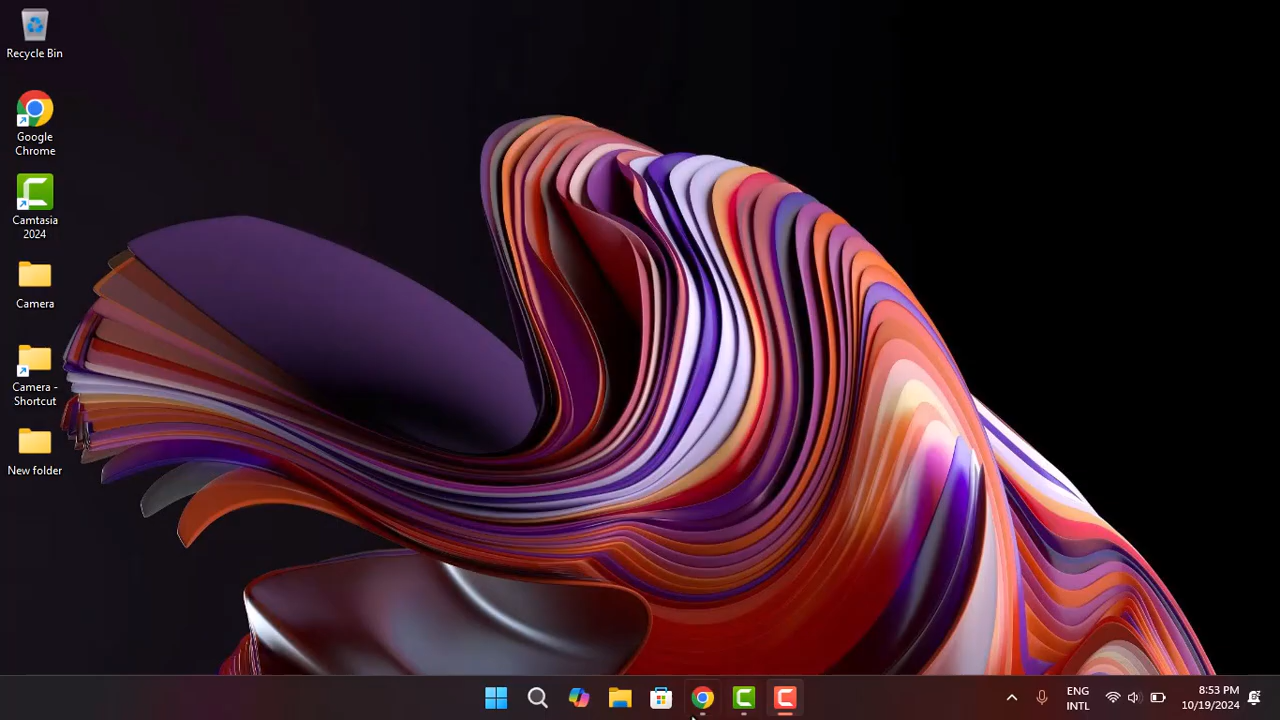 Recycle Bin
Google
Chrome
Camtasia
2024
Camera
Camera -
Shortcut
New folder
ENG
INTL
8:53 PM
10/19/2024